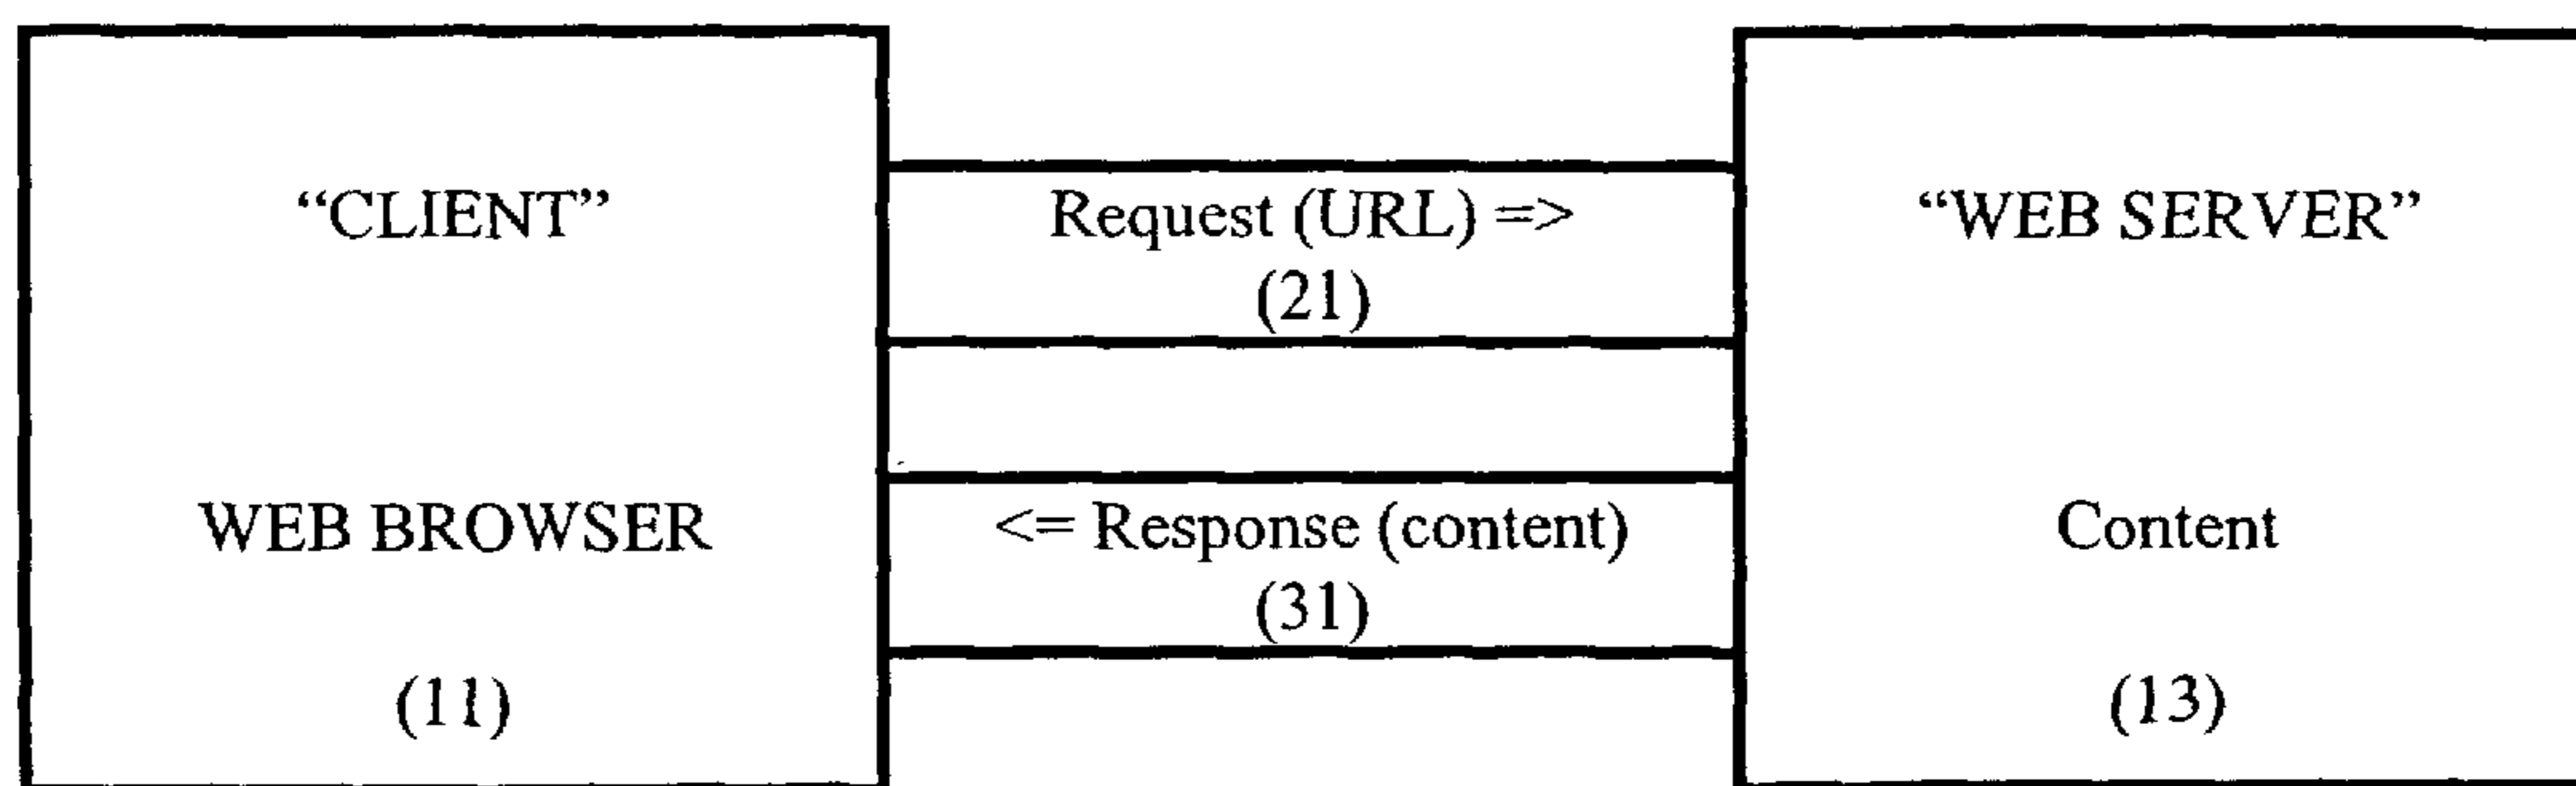 “CLIENT”
WEB BROWSER
(11)
Request (URL) =>
(21)
<= Response (content)
(31)
“WEB SERVER”
Content
(13)